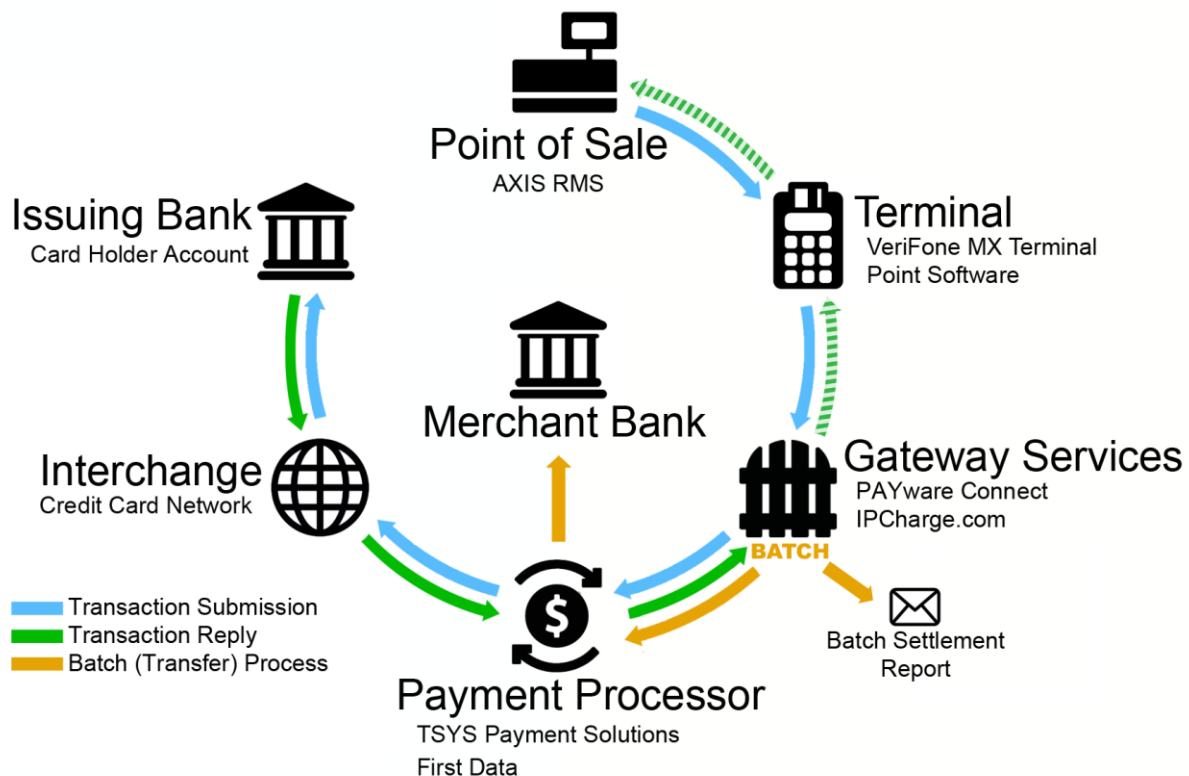 Point of Sale
AXIS RMS
Issuing Bank
Card Holder Account
Terminal
VeriFone MX Terminal
Point Software
Merchant Bank
Interchange
Credit Card Network
Gateway Services
PAYware Connect
IPCharge.com
BATCH
$
Transaction Submission
Transaction Reply
Batch (Transfer) Process
Batch Settlement
Report
Payment Processor
TSYS Payment Solutions
First Data